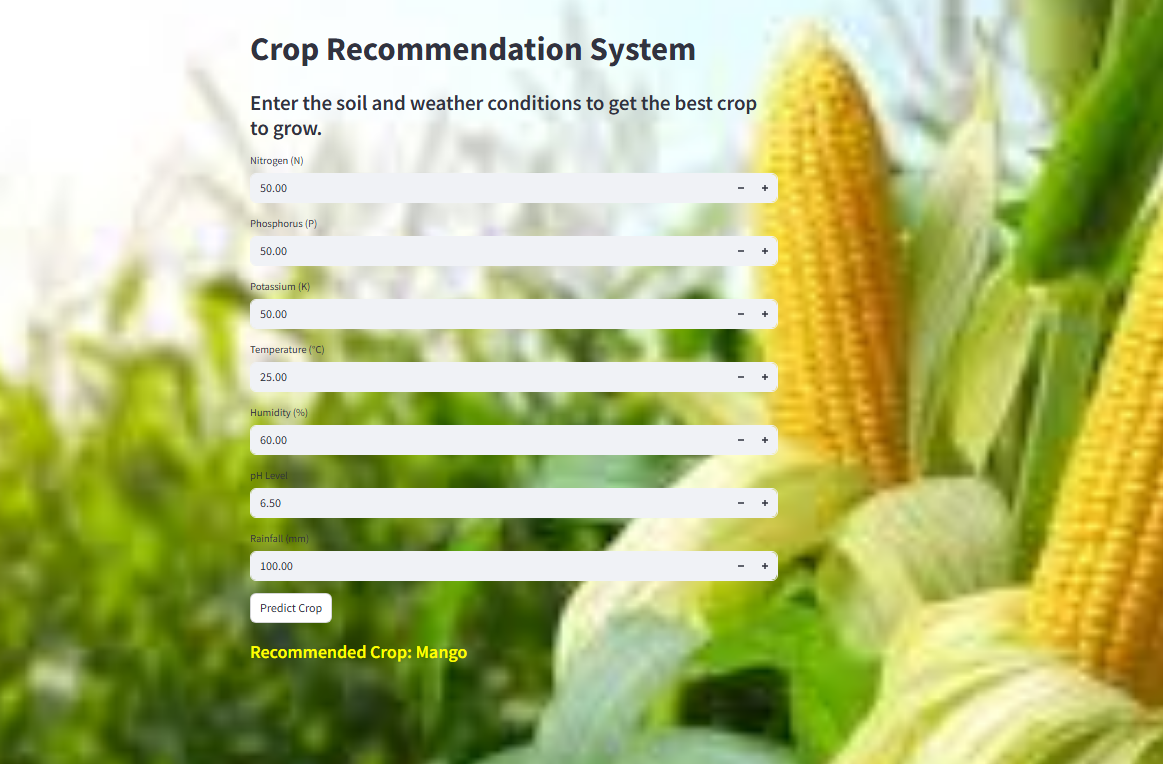 Crop Recommendation System
Enter the soil and weather conditions to get the best crop
to grow.
Nitrogen (N)
50.00
Phosphorus (P)
50.00
Potassium (K)
50.00
Temperature (°C)
25.00
Humidity (%)
60.00
pH Level
6.50
Rainfall (mm)
100.00
Predict Crop
Recommended Crop: Mango